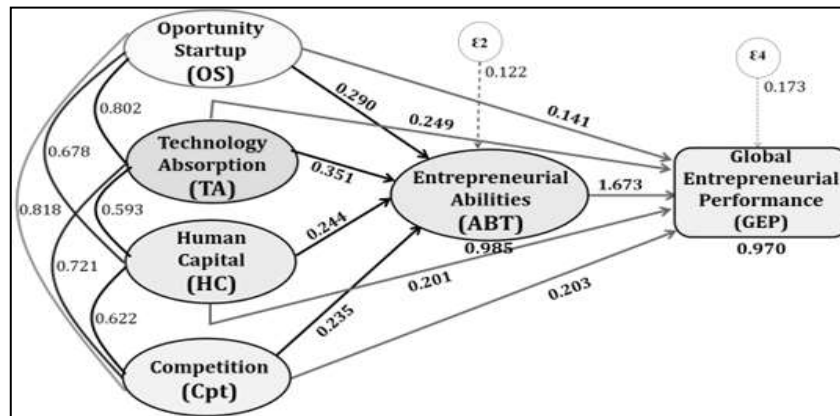 Oportunity
Startup
(OS)
ε2
0.122
ε4
0.173
0.290
0.141
0.802
0.249
Technology
Absorption
(TA)
0.678
0.351
Entrepreneurial
Abilities
(ABT)
0.985
1.673
Global
Entrepreneurial
Performance
(GEP)
0.970
0.818
0.593
0.244
Human
Capital
(HC)
0.721
0.201
0.203
0.235
0.622
Competition
(Cpt)